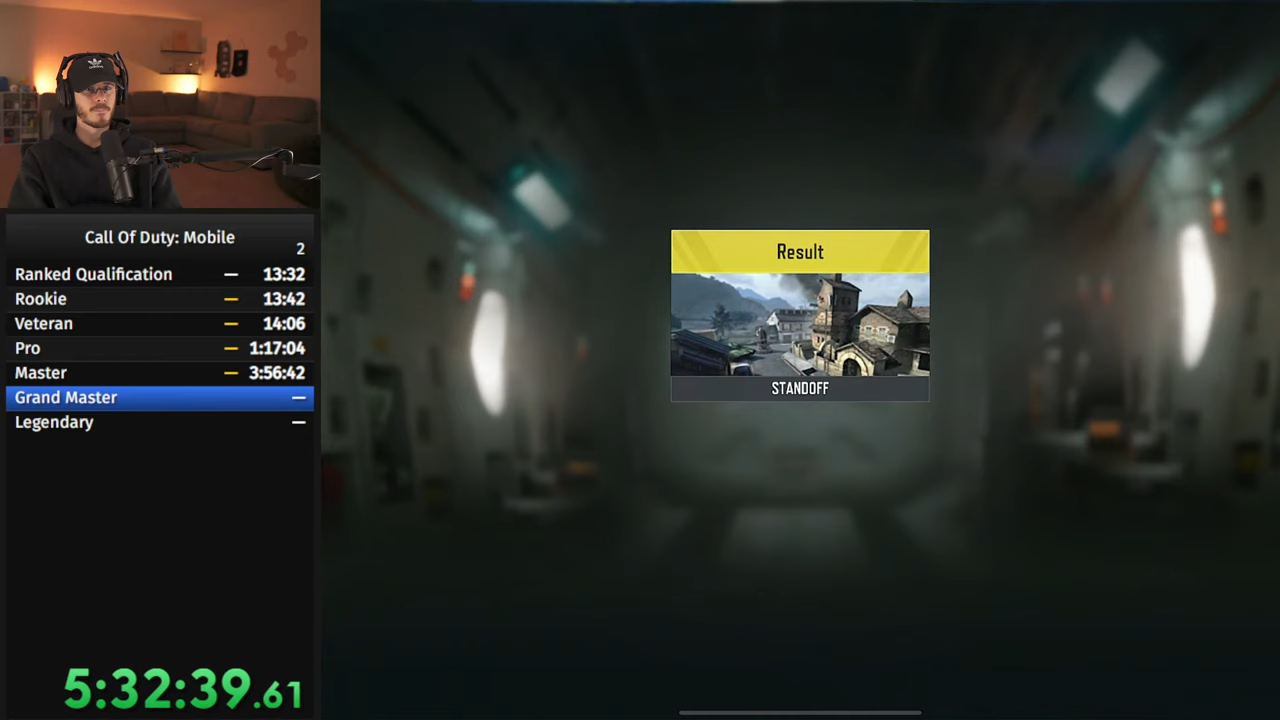 Call Of Duty: Mobile
2
Ranked Qualification — 13:32
Rookie — 13:42
Veteran — 14:06
Pro — 1:17:04
Master — 3:56:42
Grand Master —
Legendary —
5:32:39.61
Result
STANDOFF